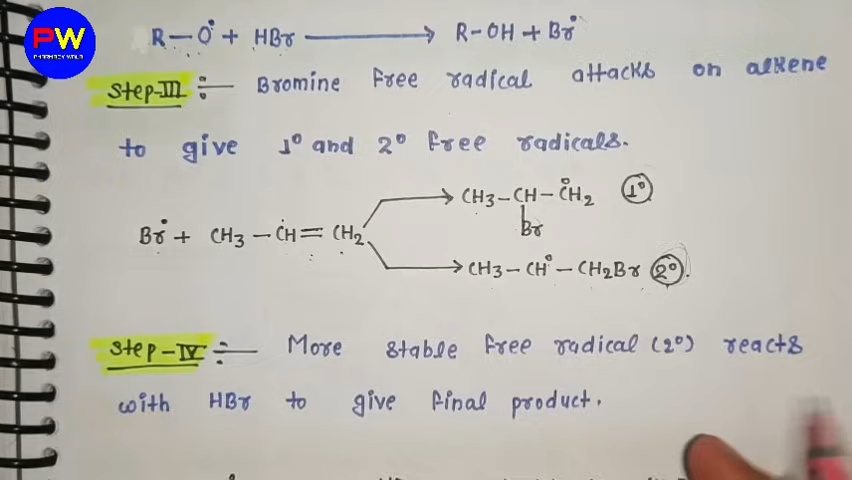 PW
PHARMACY WALA
R–O• + HBr ⟶ R–OH + Br•
Step-III :— Bromine free radical attacks on alkene
to give 1° and 2° free radicals.
CH3–CH–ĊH2 1°
Br
Br• + CH3–CH=CH2
CH3–CH•–CH2Br 2°.
Step-IV :— More stable free radical (2°) reacts
with HBr to give final product.